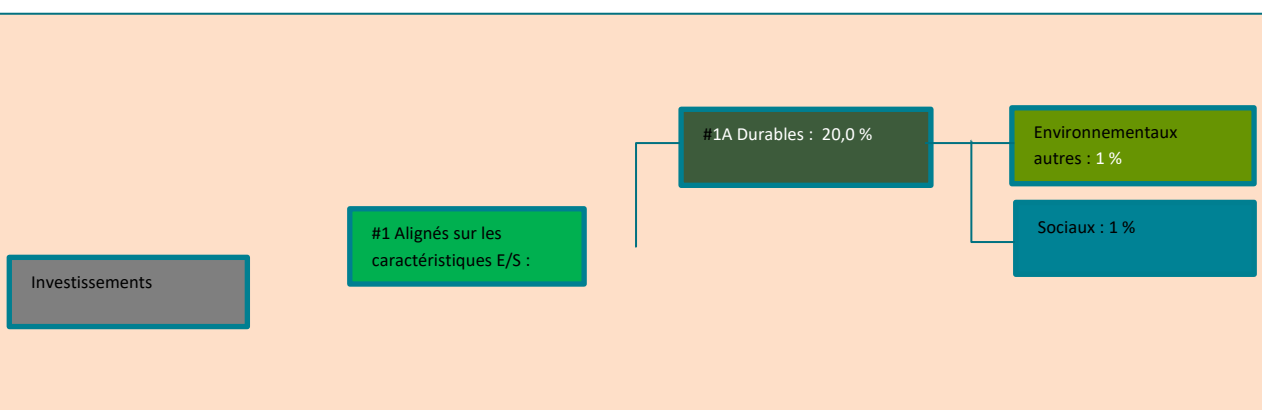 #1A Durables : 20,0 %
Environnementaux
autres : 1 %
#1 Alignés sur les
caractéristiques E/S :
Sociaux : 1 %
Investissements